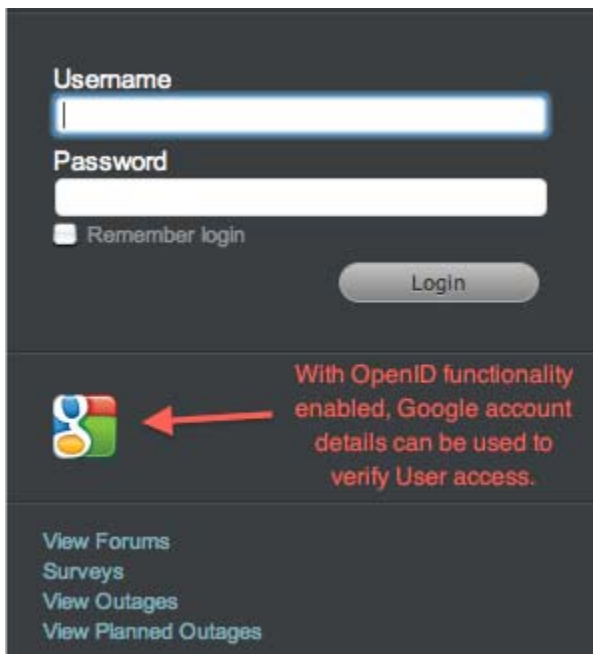 Username
Password
Remember login
Login
With OpenID functionality
enabled, Google account
details can be used to
verify User access.
View Forums
Surveys
View Outages
View Planned Outages